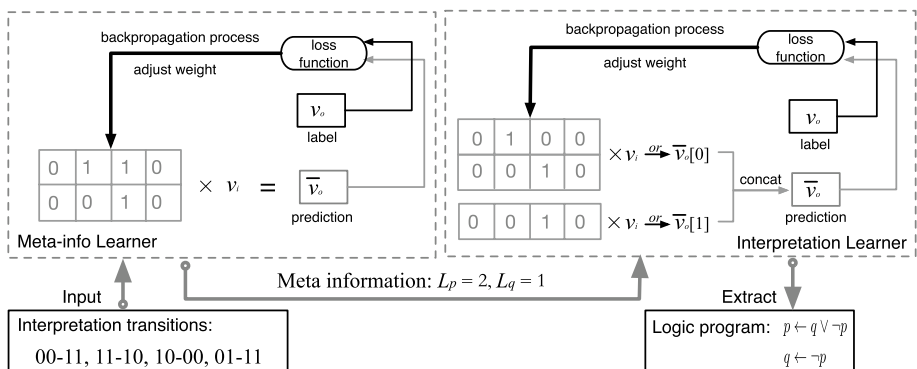 backpropagation process
loss function
adjust weight
v_o
label
0 1 1 0
0 0 1 0
× v_i = v̅_o
prediction
Meta-info Learner
backpropagation process
loss function
adjust weight
v_o
label
0 1 0 0
0 0 1 0
× v_i or→ v̅_o[0]
0 0 1 0
× v_i or→ v̅_o[1]
concat
v̅_o
prediction
Interpretation Learner
Input
Meta information: L_p = 2, L_q = 1
Extract
Interpretation transitions:
00-11, 11-10, 10-00, 01-11
Logic program: p ← q ∨ ¬p
q ← ¬p